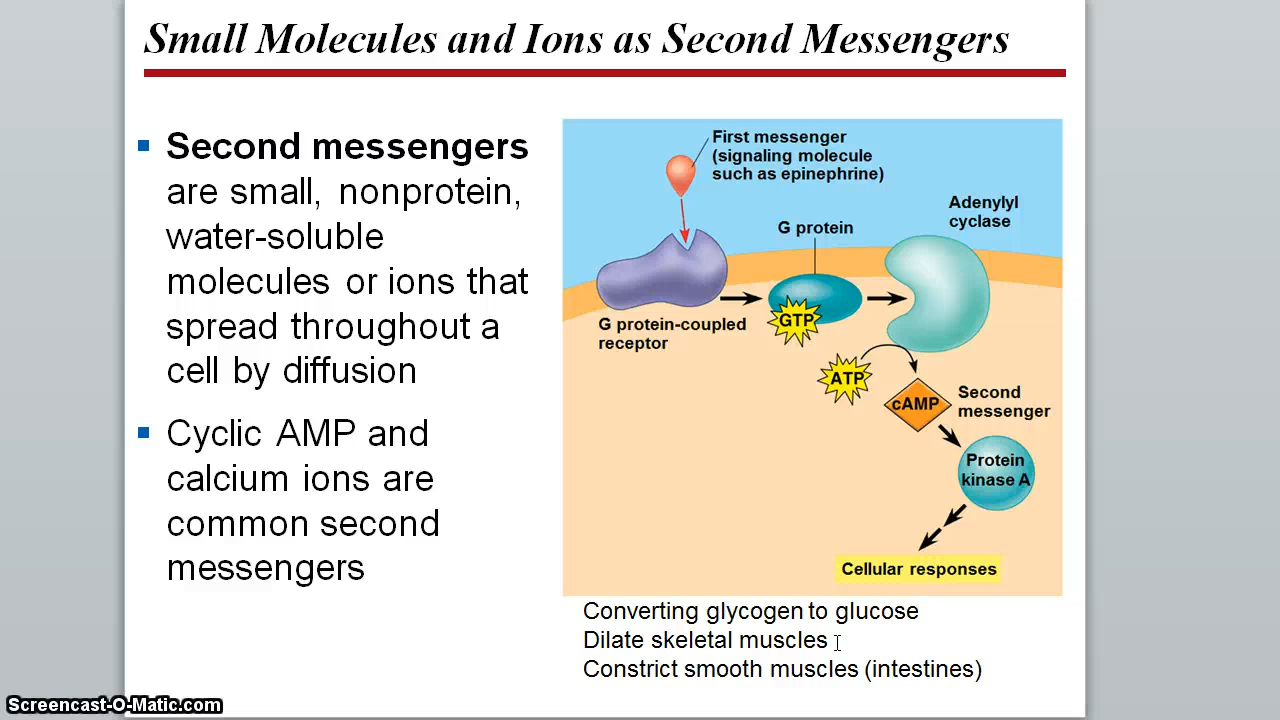 Small Molecules and Ions as Second Messengers
Second messengers
are small, nonprotein,
water-soluble
molecules or ions that
spread throughout a
cell by diffusion
Cyclic AMP and
calcium ions are
common second
messengers
First messenger
(signaling molecule
such as epinephrine)
Adenylyl
cyclase
G protein
G protein-coupled
receptor
GTP
ATP
cAMP
Second
messenger
Protein
kinase A
Cellular responses
Converting glycogen to glucose
Dilate skeletal muscles
Constrict smooth muscles (intestines)
Screencast-O-Matic.com